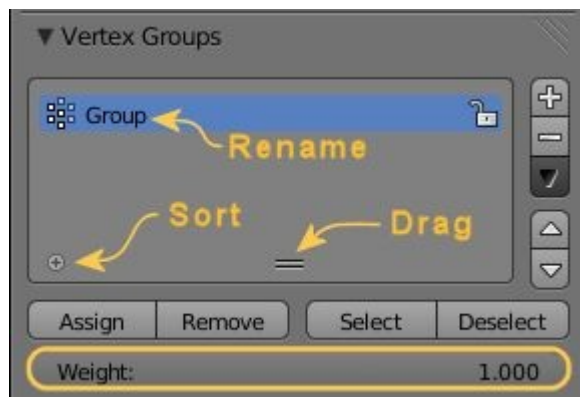 Vertex Groups
Group
Rename
Sort
Drag
Assign Remove Select Deselect
Weight: 1.000